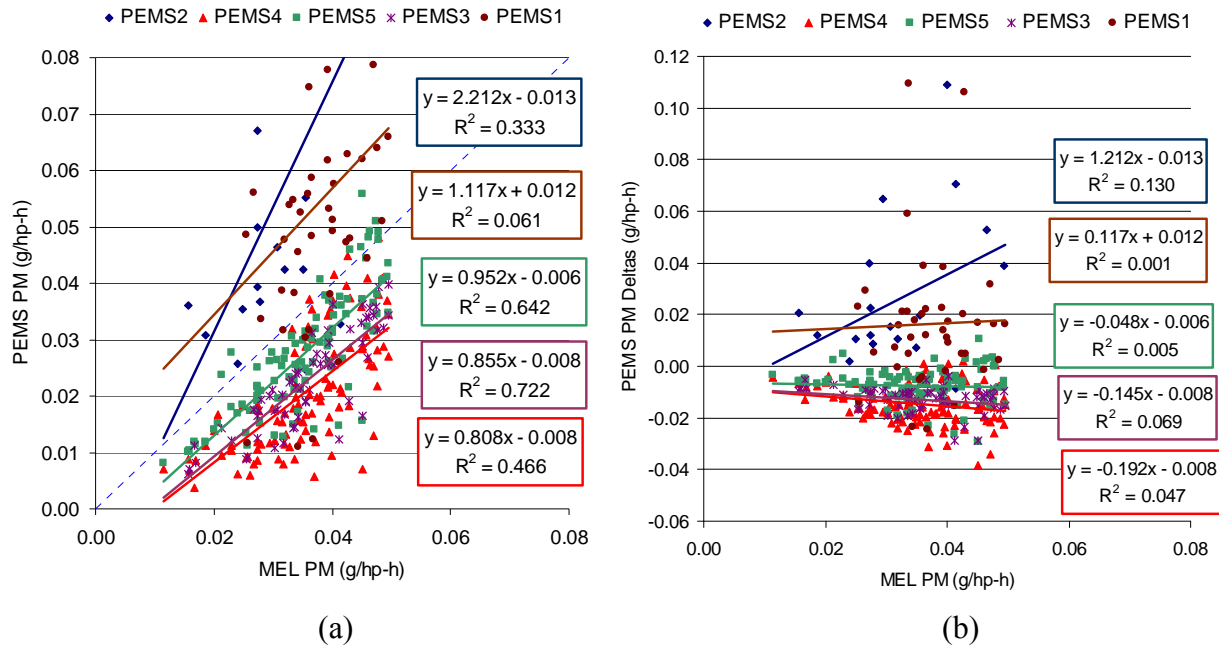 PEMS2 PEMS4 PEMS5 PEMS3 PEMS1
0.08
0.07
0.06
0.05
0.04
0.03
0.02
0.01
0.00
PEMS PM (g/hp-h)
y = 2.212x - 0.013
R² = 0.333
y = 1.117x + 0.012
R² = 0.061
y = 0.952x - 0.006
R² = 0.642
y = 0.855x - 0.008
R² = 0.722
y = 0.808x - 0.008
R² = 0.466
0.00 0.02 0.04 0.06 0.08
MEL PM (g/hp-h)
(a)
PEMS2 PEMS4 PEMS5 PEMS3 PEMS1
0.12
0.10
0.08
0.06
0.04
0.02
0.00
-0.02
-0.04
-0.06
PEMS PM Deltas (g/hp-h)
y = 1.212x - 0.013
R² = 0.130
y = 0.117x + 0.012
R² = 0.001
y = -0.048x - 0.006
R² = 0.005
y = -0.145x - 0.008
R² = 0.069
y = -0.192x - 0.008
R² = 0.047
0.00 0.02 0.04 0.06 0.08
MEL PM (g/hp-h)
(b)